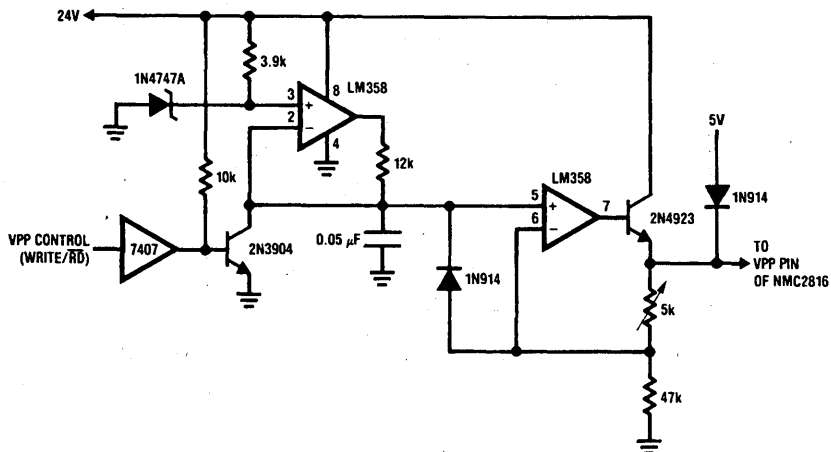 24V
3.9k
1N4747A
LM358
3
8
2
4
12k
10k
LM358
5V
5
7
6
1N914
2N4923
VPP CONTROL
(WRITE/R̅D̅)
7407
2N3904
0.05 μF
1N914
TO
VPP PIN
OF NMC2816
5k
47k